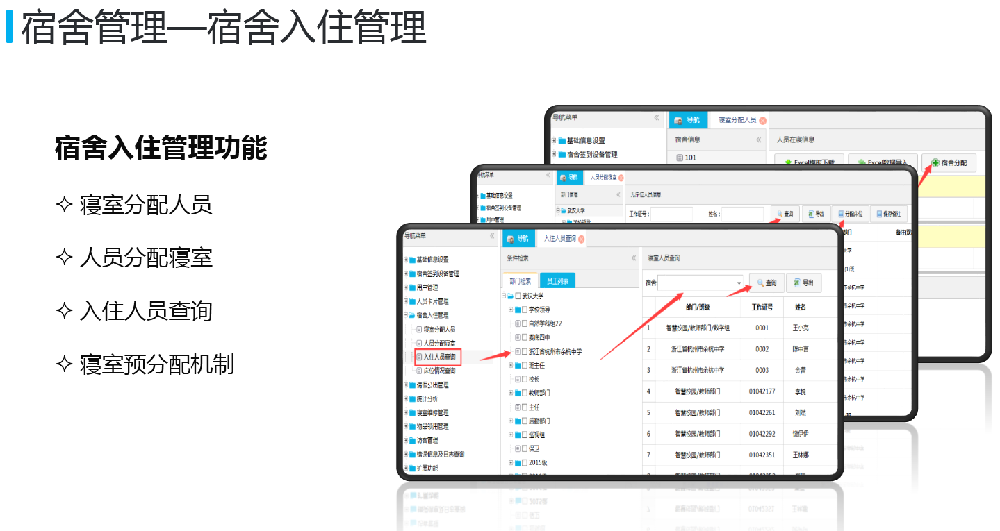 宿舍管理—宿舍入住管理
宿舍入住管理功能
✧ 寝室分配人员
✧ 人员分配寝室
✧ 入住人员查询
✧ 寝室预分配机制
导航菜单
导航
寝室分配人员
宿舍信息
人员在寝信息
基础信息设置
宿舍签到设备管理
101
Excel模板下载
Excel数据导入
宿舍分配
导航菜单
导航
人员分配寝室
部门信息
无床位人员信息
基础信息设置
宿舍签到设备管理
用户管理
武汉大学
学校领导
工作证号：
姓名：
查询
导出
分配床位
保存备注
导航菜单
导航
入住人员查询
条件检索
寝室人员查询
部门检索
员工列表
宿舍:
查询
导出
基础信息设置
宿舍签到设备管理
用户管理
人员卡片管理
宿舍入住管理
寝室分配人员
人员分配寝室
入住人员查询
床位情况查询
请假公出管理
统计分析
寝室维修管理
物品领用管理
访客管理
错误信息及日志查询
扩展功能
武汉大学
学校领导
自然学科组22
娄底四中
浙江省杭州市余杭中学
班主任
校长
教师部门
主任
后勤部门
巡视组
保卫
2015级
部门/班级 工作证号 姓名
1 智慧校园/教师部门/数学组 0001 王小亮
2 浙江省杭州市余杭中学 0002 陈中言
3 浙江省杭州市余杭中学 0003 金蕾
4 智慧校园/教师部门 01042177 李悦
5 智慧校园/教师部门 01042261 刘然
6 智慧校园/教师部门 01042292 饶伊伊
7 智慧校园/教师部门 01042351 王林娜